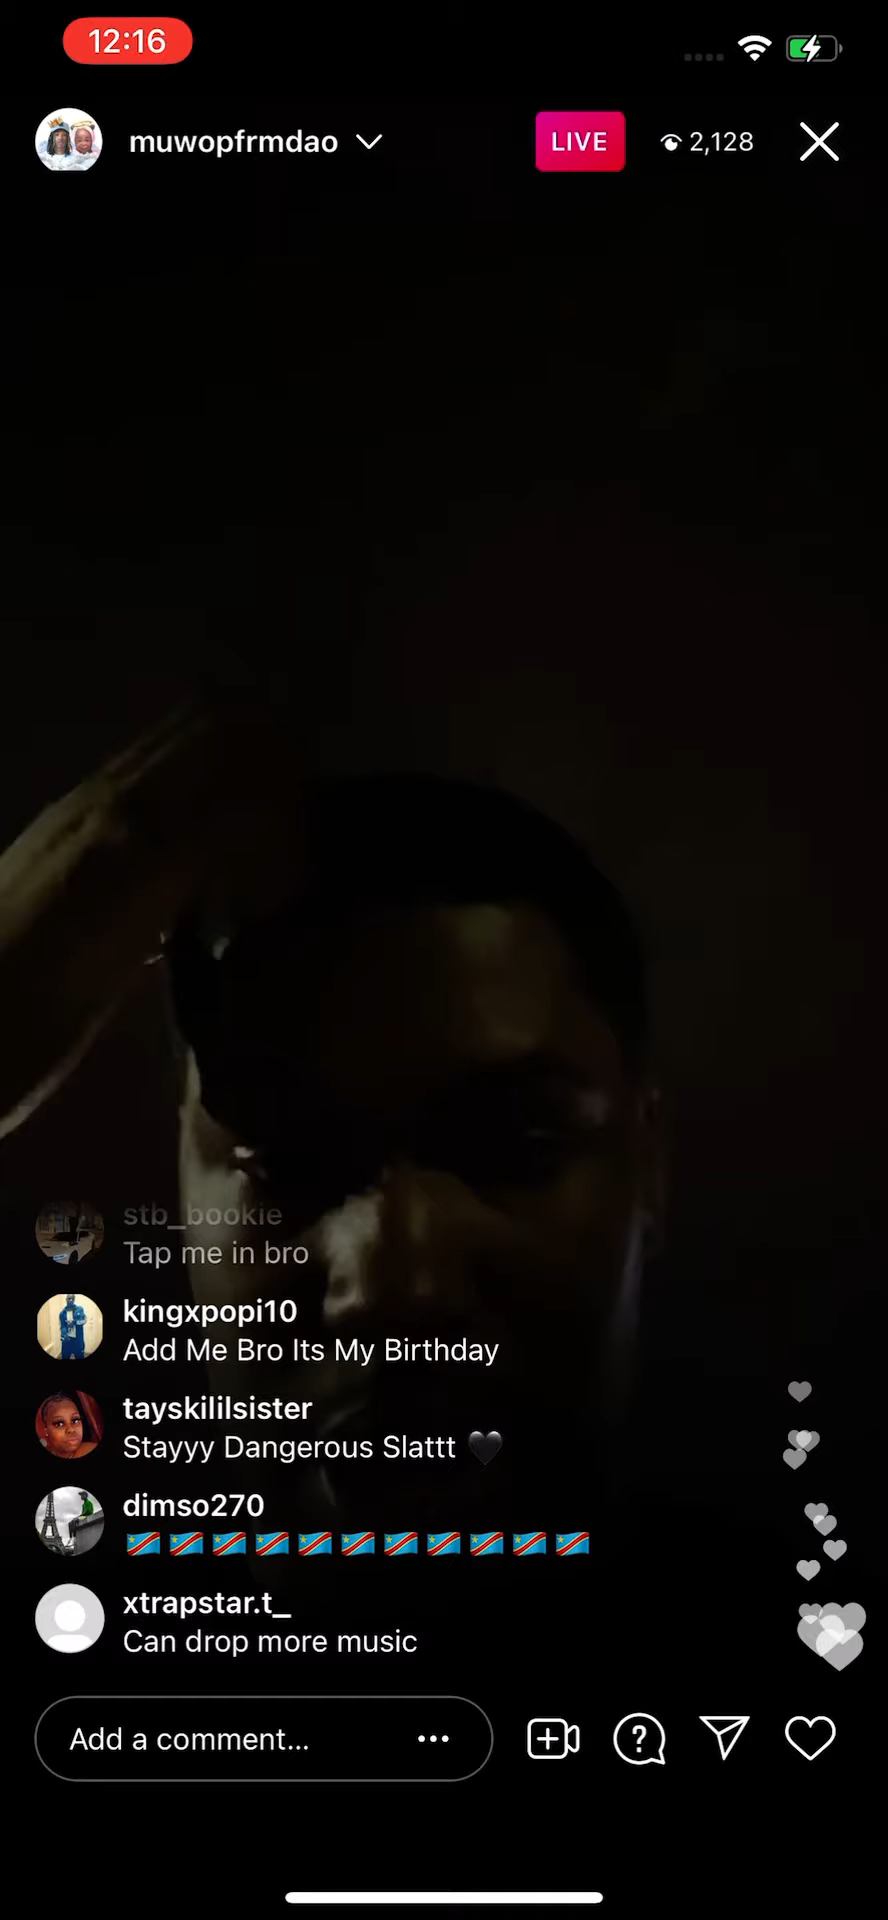 12:16
muwopfrmdao
LIVE
2,128
stb_bookie
Tap me in bro
kingxpopi10
Add Me Bro Its My Birthday
tayskililsister
Stayyy Dangerous Slattt 🖤
dimso270
🇨🇩🇨🇩🇨🇩🇨🇩🇨🇩🇨🇩🇨🇩🇨🇩🇨🇩🇨🇩🇨🇩
xtrapstar.t_
Can drop more music
Add a comment...